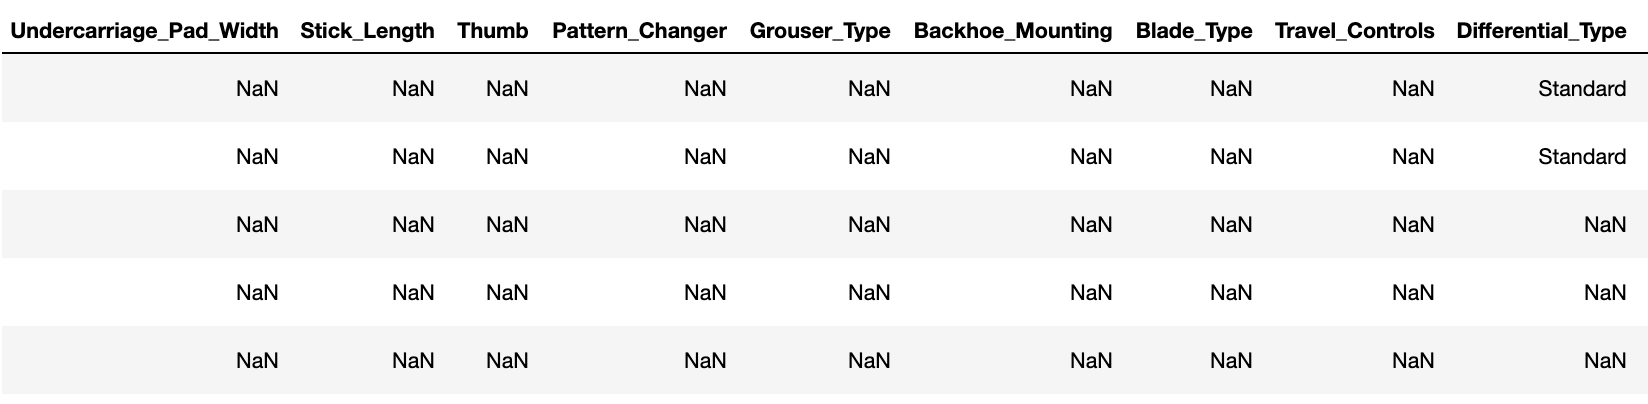 Undercarriage_Pad_Width Stick_Length Thumb Pattern_Changer Grouser_Type Backhoe_Mounting Blade_Type Travel_Controls Differential_Type
NaN NaN NaN NaN NaN NaN NaN NaN Standard
NaN NaN NaN NaN NaN NaN NaN NaN Standard
NaN NaN NaN NaN NaN NaN NaN NaN NaN
NaN NaN NaN NaN NaN NaN NaN NaN NaN
NaN NaN NaN NaN NaN NaN NaN NaN NaN